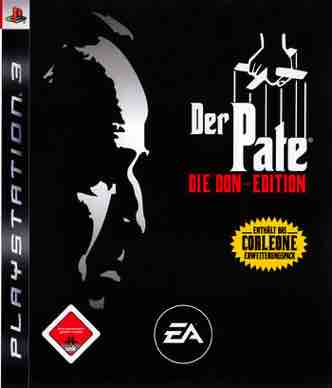 PLAYSTATION 3
Der
Pate
DIE DON-EDITION
ENTHÄLT DAS
CORLEONE
ERWEITERUNGSPACK
EA